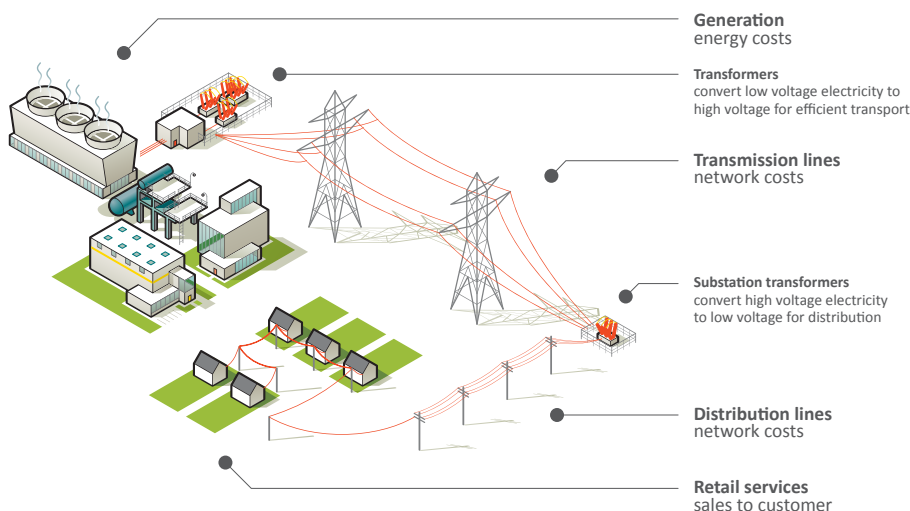 Generation
energy costs
Transformers
convert low voltage electricity to
high voltage for efficient transport
Transmission lines
network costs
Substation transformers
convert high voltage electricity
to low voltage for distribution
Distribution lines
network costs
Retail services
sales to customer